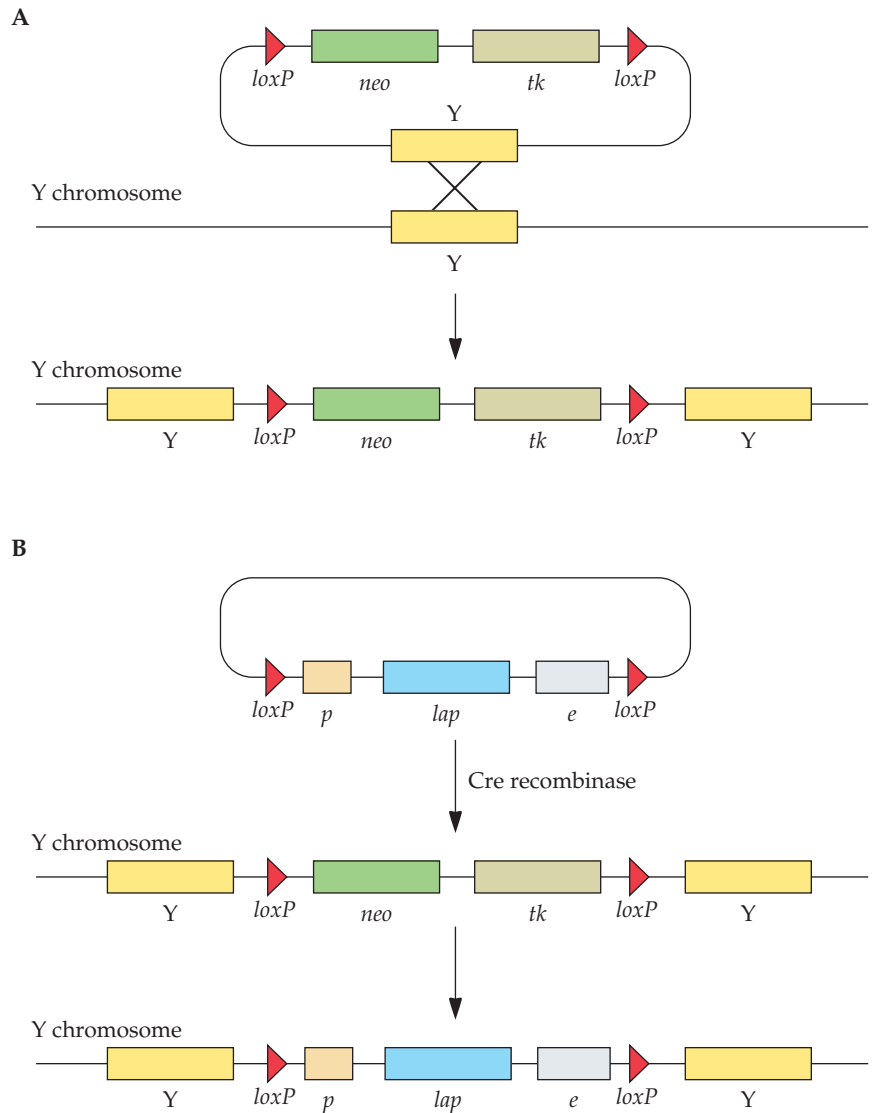 A
loxP neo tk loxP
Y
Y chromosome
Y
Y chromosome
Y loxP neo tk loxP Y
B
loxP p lap e loxP
Cre recombinase
Y chromosome
Y loxP neo tk loxP Y
Y chromosome
Y loxP p lap e loxP Y